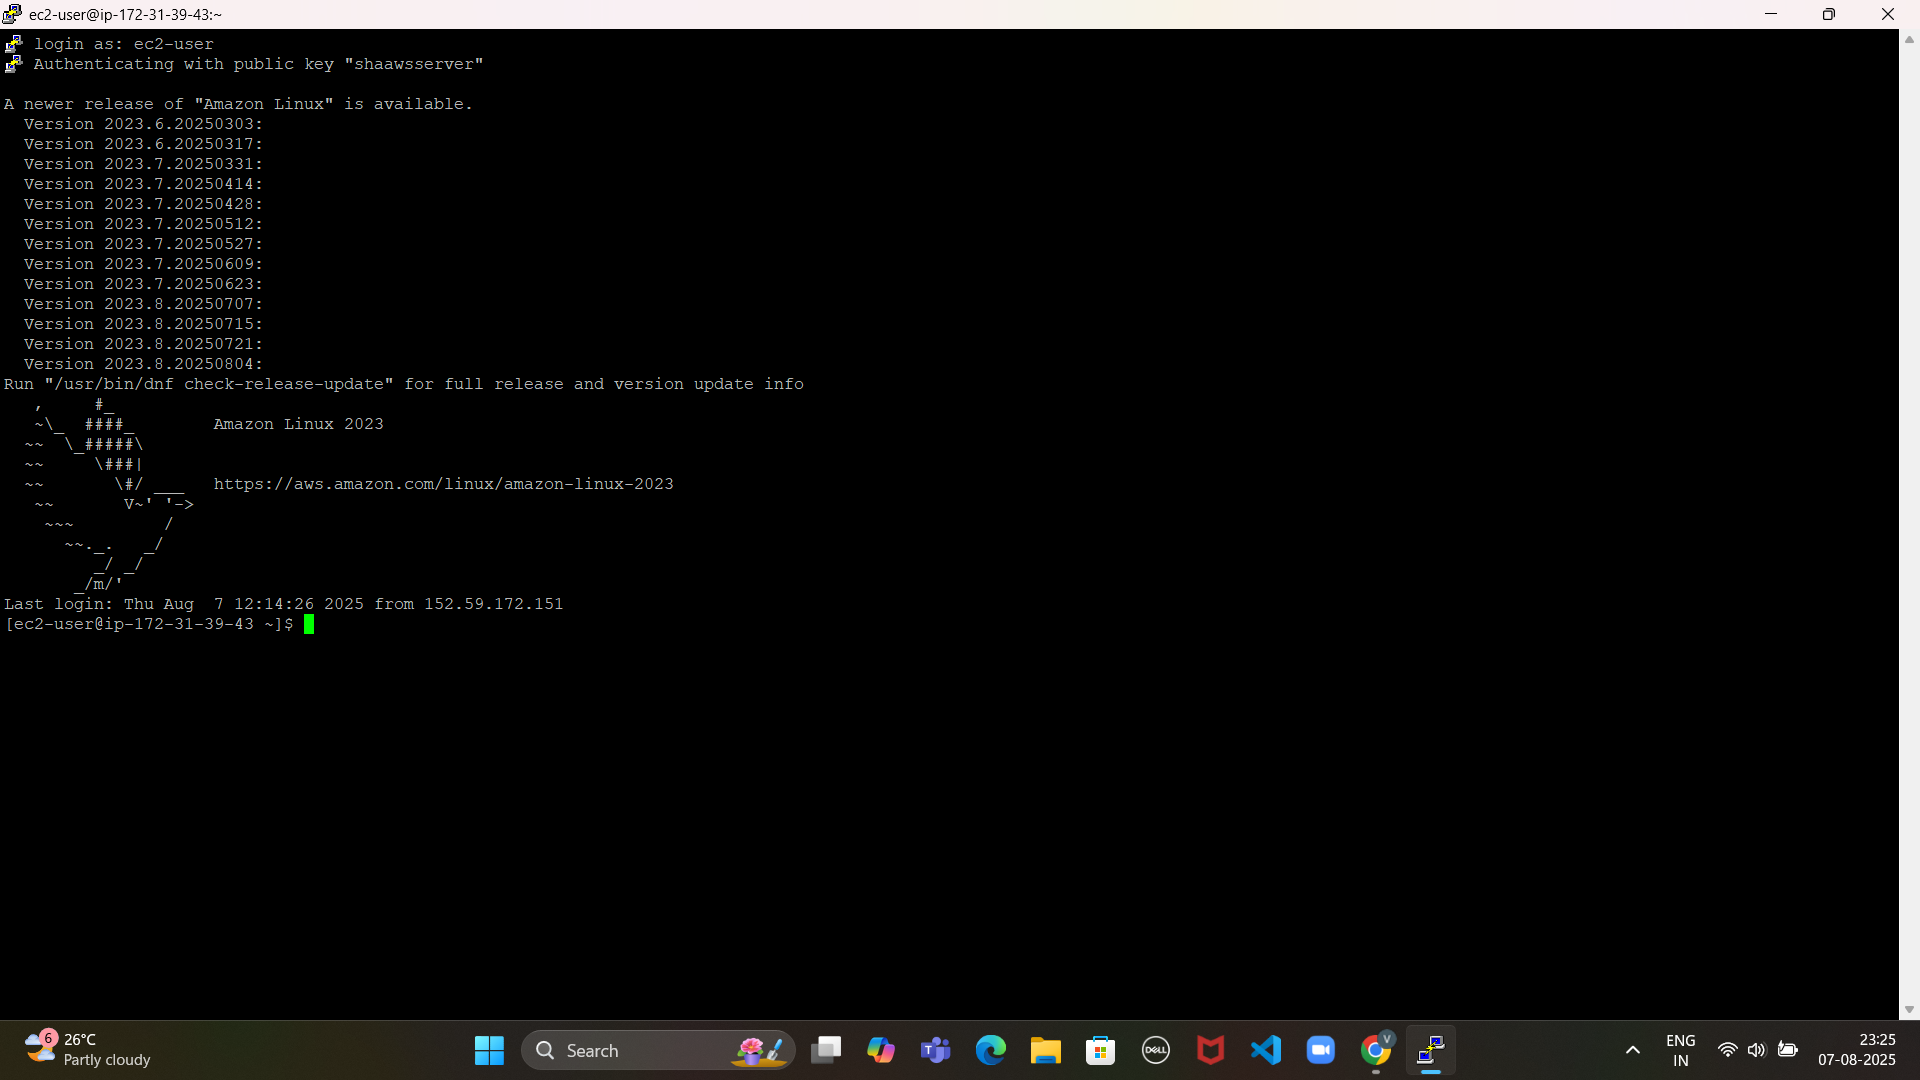 ec2-user@ip-172-31-39-43:~
login as: ec2-user
Authenticating with public key "shaawsserver"
A newer release of "Amazon Linux" is available.
  Version 2023.6.20250303:
  Version 2023.6.20250317:
  Version 2023.7.20250331:
  Version 2023.7.20250414:
  Version 2023.7.20250428:
  Version 2023.7.20250512:
  Version 2023.7.20250527:
  Version 2023.7.20250609:
  Version 2023.7.20250623:
  Version 2023.8.20250707:
  Version 2023.8.20250715:
  Version 2023.8.20250721:
  Version 2023.8.20250804:
Run "/usr/bin/dnf check-release-update" for full release and version update info
   ,     #_
   ~\_  ####_        Amazon Linux 2023
  ~~  \_#####\
  ~~     \###|
  ~~       \#/ ___   https://aws.amazon.com/linux/amazon-linux-2023
   ~~       V~' '->
    ~~~         /
      ~~._.   _/
         _/ _/
       _/m/'
Last login: Thu Aug  7 12:14:26 2025 from 152.59.172.151
[ec2-user@ip-172-31-39-43 ~]$
6
26°C
Partly cloudy
Search
T
DELL
V
ENG
IN
23:25
07-08-2025